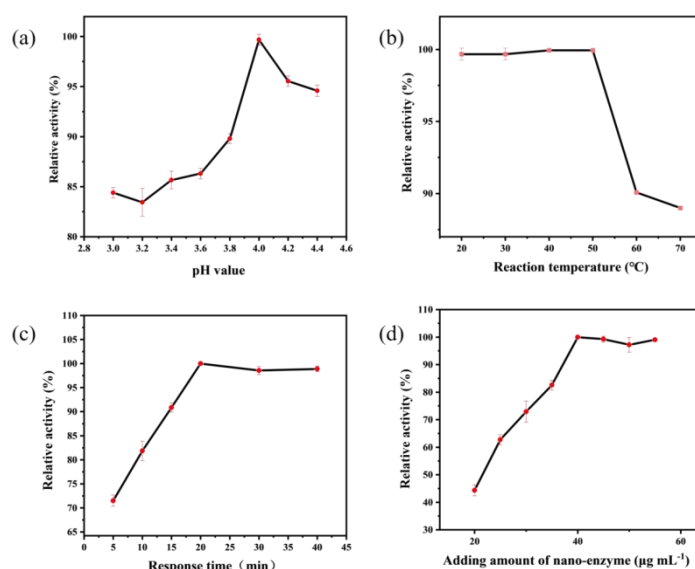 (a)
Relative activity (%)
100
95
90
85
80
2.8 3.0 3.2 3.4 3.6 3.8 4.0 4.2 4.4 4.6
pH value
(b)
Relative activity (%)
100
95
90
20 30 40 50 60 70
Reaction temperature (℃)
(c)
Relative activity (%)
110
105
100
95
90
85
80
75
70
65
0 5 10 15 20 25 30 35 40 45
Response time（min）
(d)
Relative activity (%)
110
100
90
80
70
60
50
40
30
20 40 60
Adding amount of nano-enzyme (μg mL⁻¹)